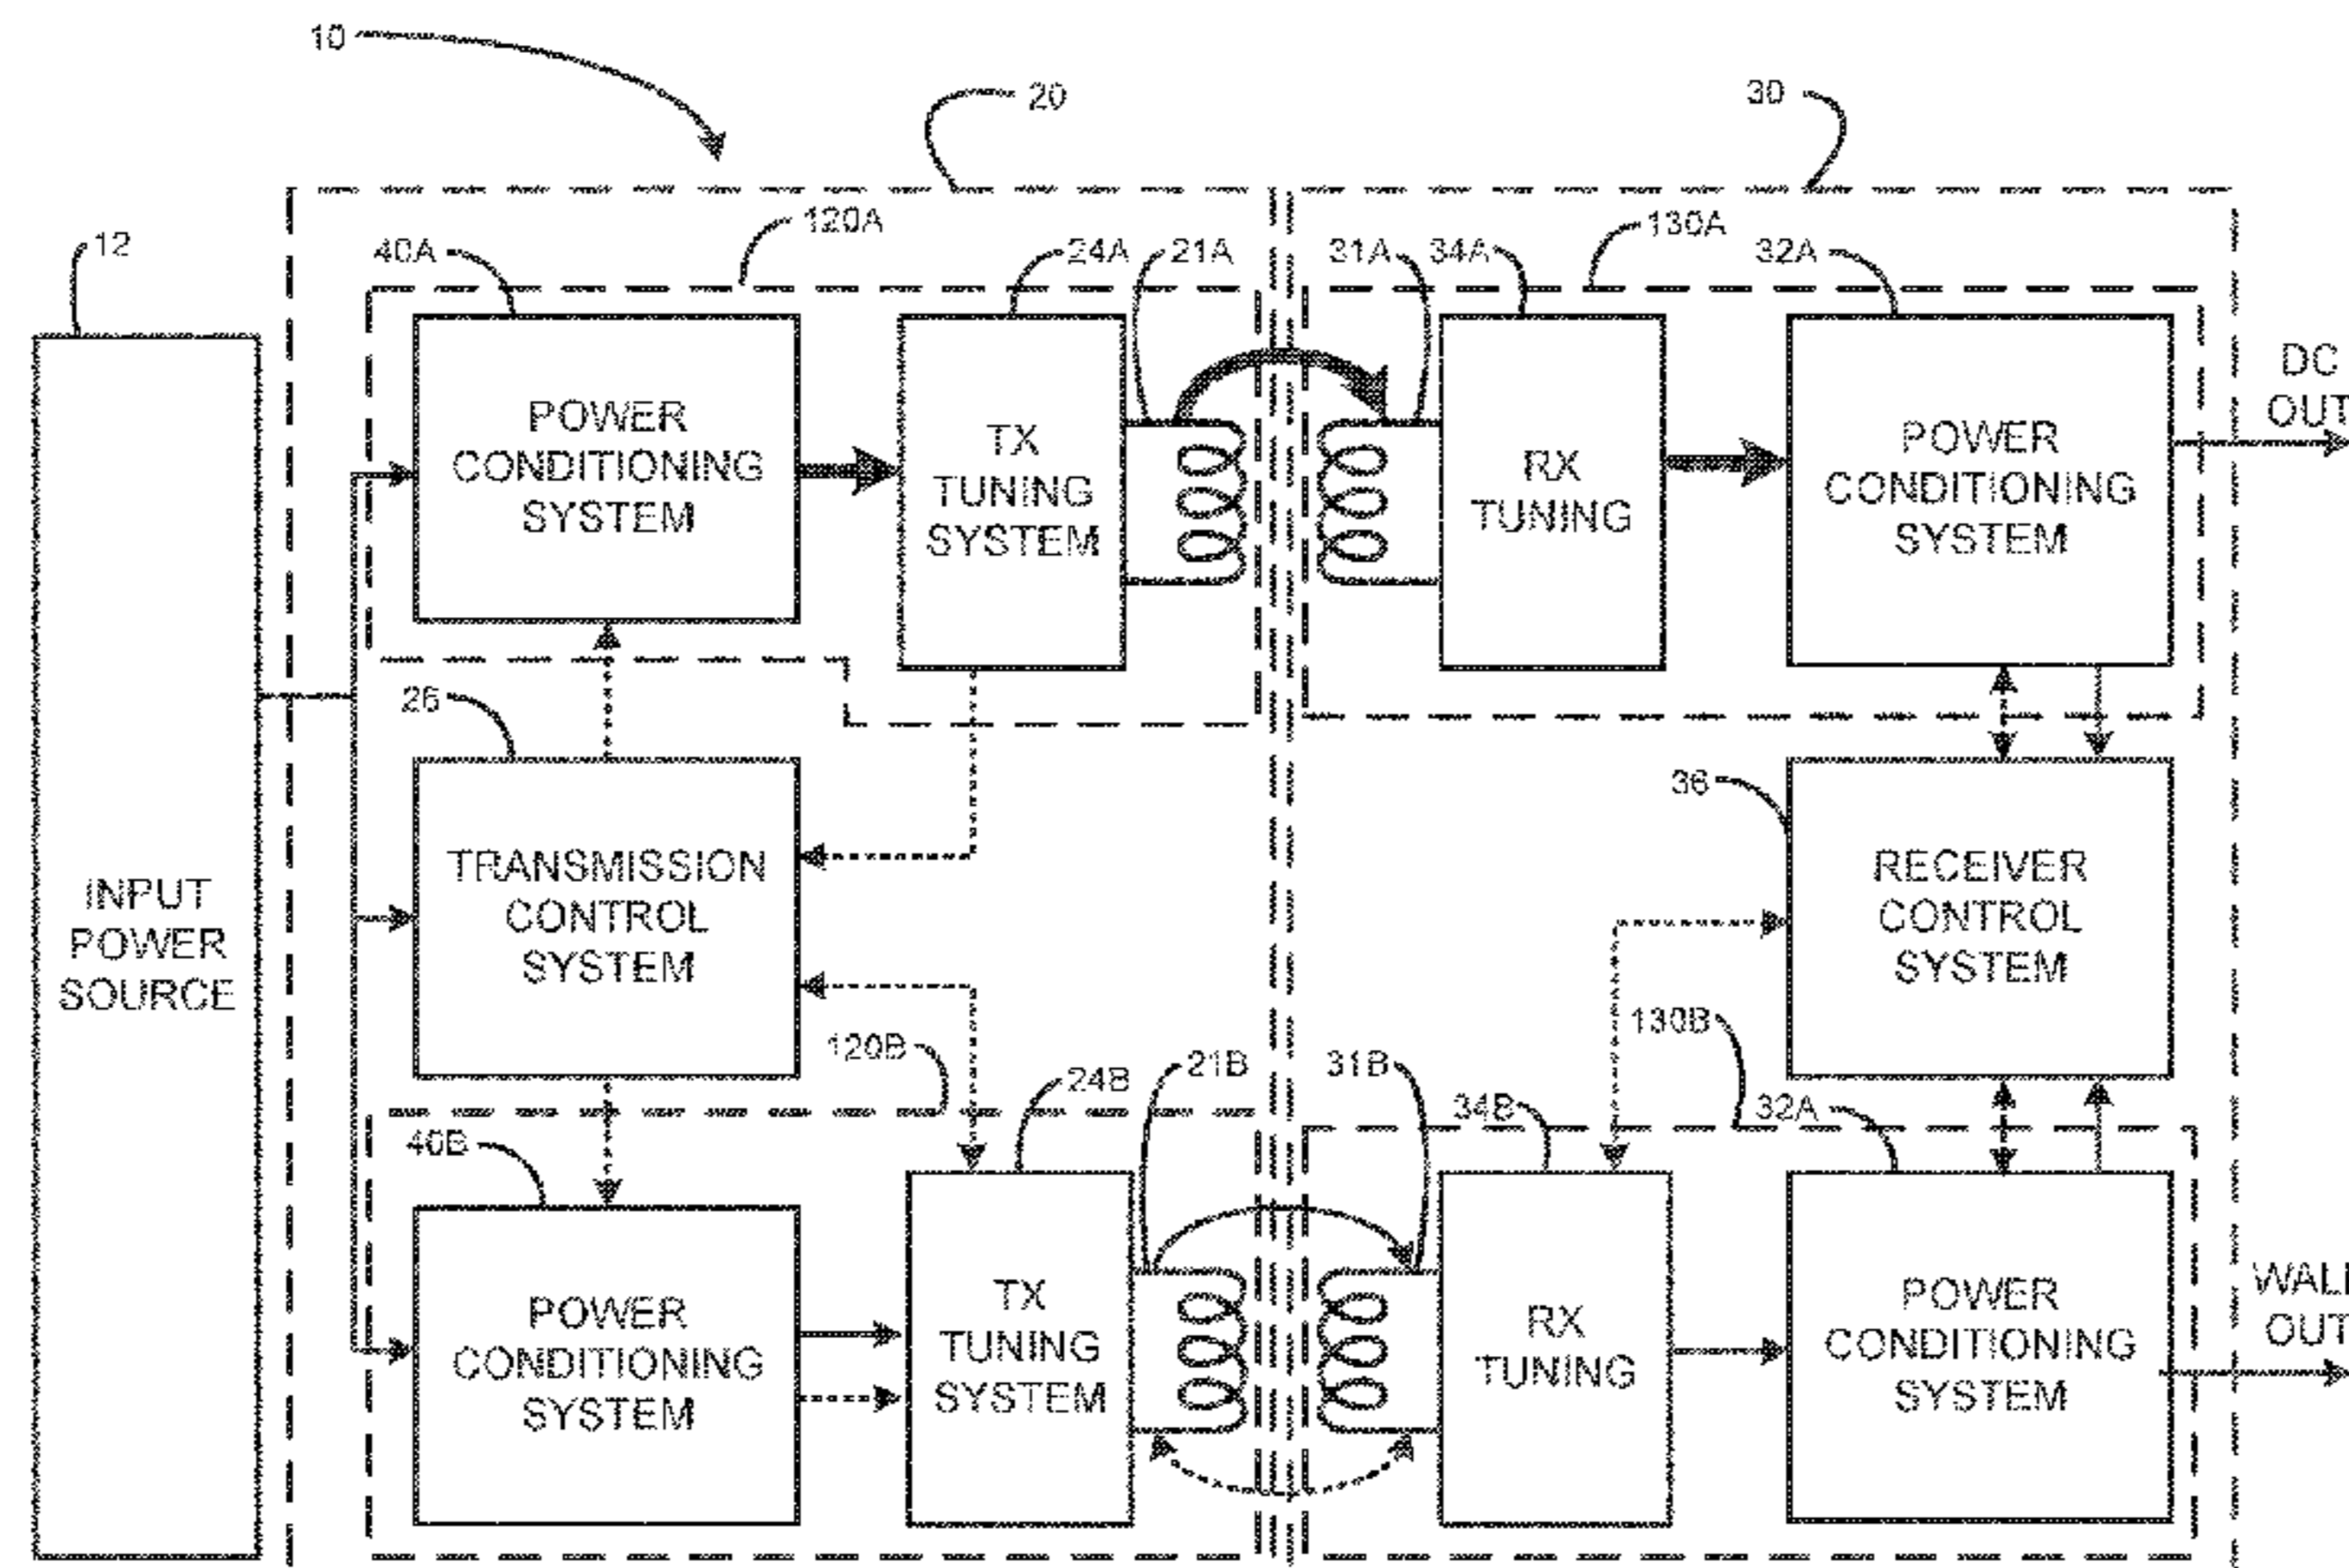 10
20
30
12
40A
120A
24A
21A
31A
34A
130A
32A
POWER
CONDITIONING
SYSTEM
TX
TUNING
SYSTEM
RX
TUNING
POWER
CONDITIONING
SYSTEM
DC
OUT
26
36
INPUT
POWER
SOURCE
TRANSMISSION
CONTROL
SYSTEM
RECEIVER
CONTROL
SYSTEM
120B
24B
21B
31B
34B
130B
32A
40B
POWER
CONDITIONING
SYSTEM
TX
TUNING
SYSTEM
RX
TUNING
POWER
CONDITIONING
SYSTEM
WALL
OUT